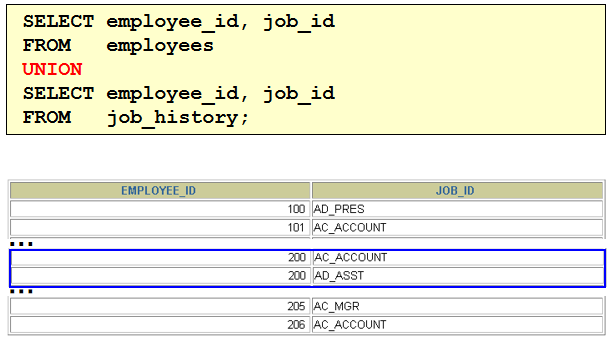 SELECT employee_id, job_id
FROM employees
UNION
SELECT employee_id, job_id
FROM job_history;
EMPLOYEE_ID JOB_ID
100 AD_PRES
101 AC_ACCOUNT
...
200 AC_ACCOUNT
200 AD_ASST
...
205 AC_MGR
206 AC_ACCOUNT